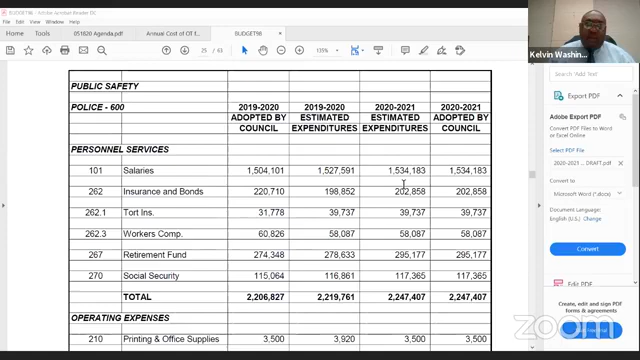 BUDGET96 - Adobe Acrobat Reader DC
File Edit View Window Help
Home Tools 051820 Agenda.pdf Annual Cost of OT f... BUDGET96
25 / 63 135%
Kelvin Washin...
PUBLIC SAFETY
POLICE - 600 2019-2020 2019-2020 2020-2021 2020-2021
ADOPTED BY ESTIMATED ESTIMATED ADOPTED BY
COUNCIL EXPENDITURES EXPENDITURES COUNCIL
PERSONNEL SERVICES
101 Salaries 1,504,101 1,527,591 1,534,183 1,534,183
262 Insurance and Bonds 220,710 198,852 202,858 202,858
262.1 Tort Ins. 31,778 39,737 39,737 39,737
262.3 Workers Comp. 60,826 58,087 58,087 58,087
267 Retirement Fund 274,348 278,633 295,177 295,177
270 Social Security 115,064 116,861 117,365 117,365
TOTAL 2,206,827 2,219,761 2,247,407 2,247,407
OPERATING EXPENSES
210 Printing & Office Supplies 3,500 3,920 3,500 3,500
Search 'Add Text'
Export PDF
Adobe Export PDF
Convert PDF Files to Word or Excel Online
Select PDF File
2020-2021 ... DRAFT.pdf
Convert to
Microsoft Word (*.docx)
Document Language:
English (U.S.) Change
Convert
Edit PDF
Create, edit and sign PDF
forms & agreements
zoom